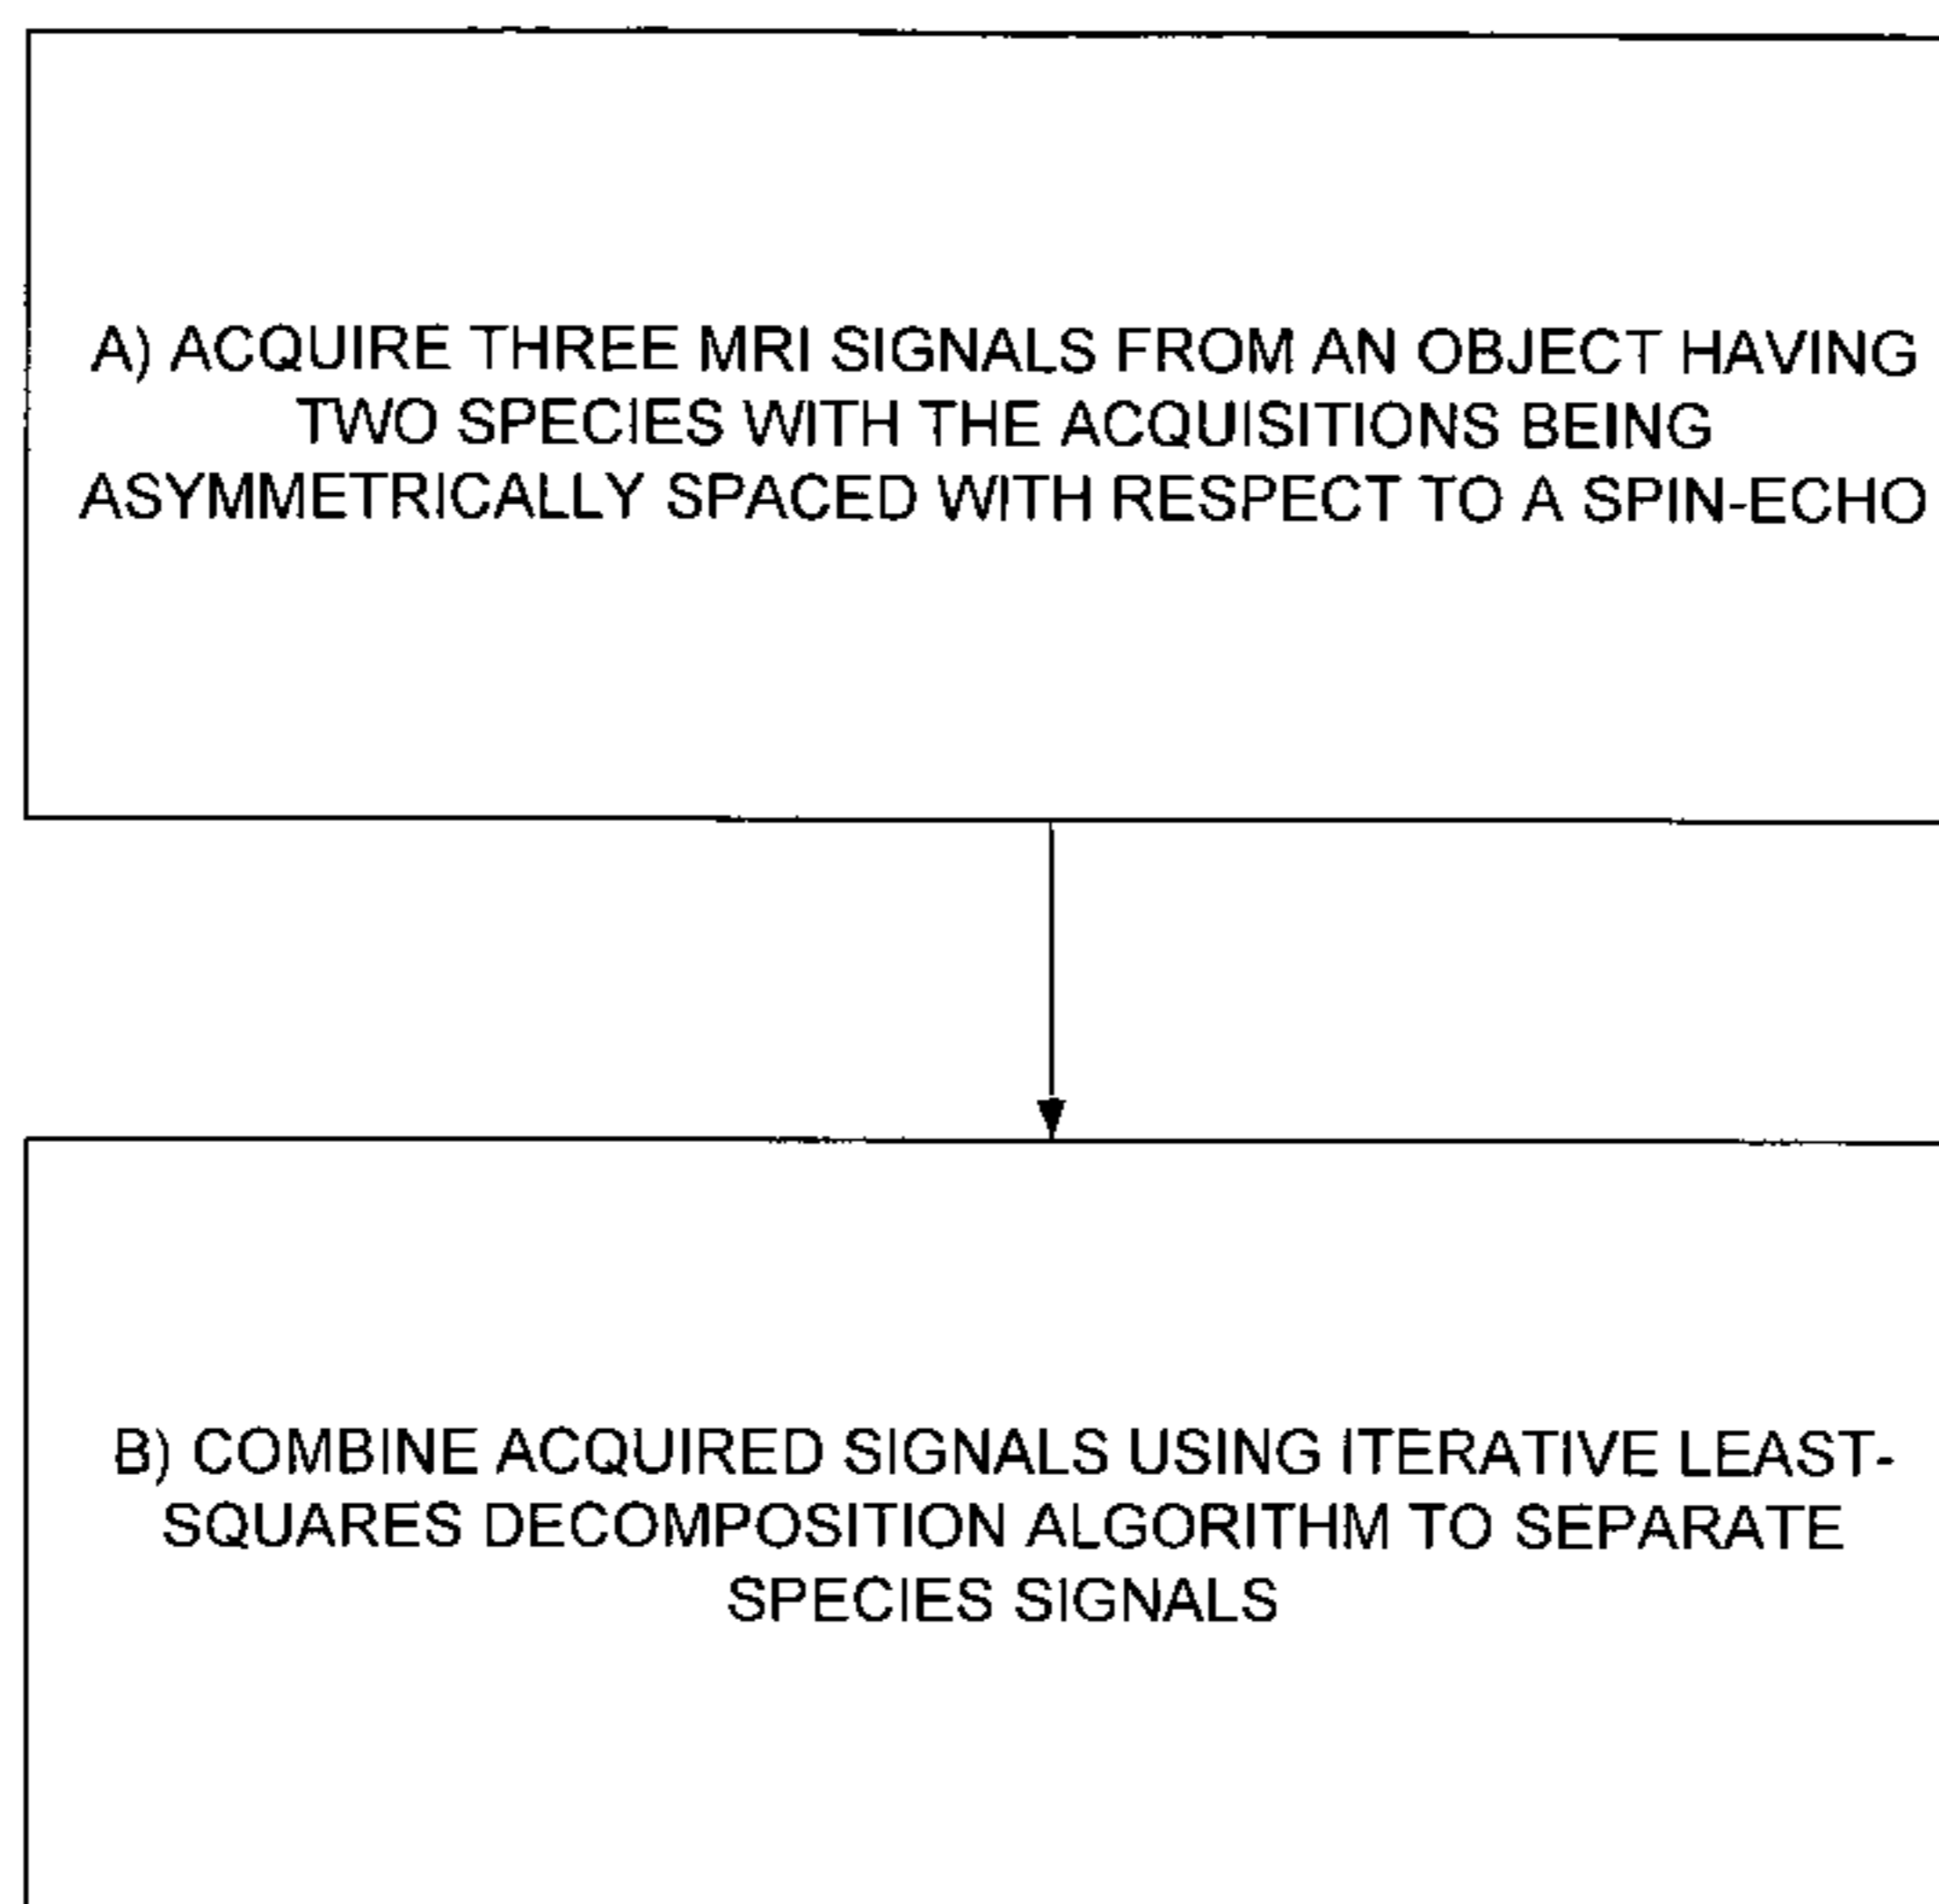 A) ACQUIRE THREE MRI SIGNALS FROM AN OBJECT HAVING
TWO SPECIES WITH THE ACQUISITIONS BEING
ASYMMETRICALLY SPACED WITH RESPECT TO A SPIN-ECHO
B) COMBINE ACQUIRED SIGNALS USING ITERATIVE LEAST-
SQUARES DECOMPOSITION ALGORITHM TO SEPARATE
SPECIES SIGNALS